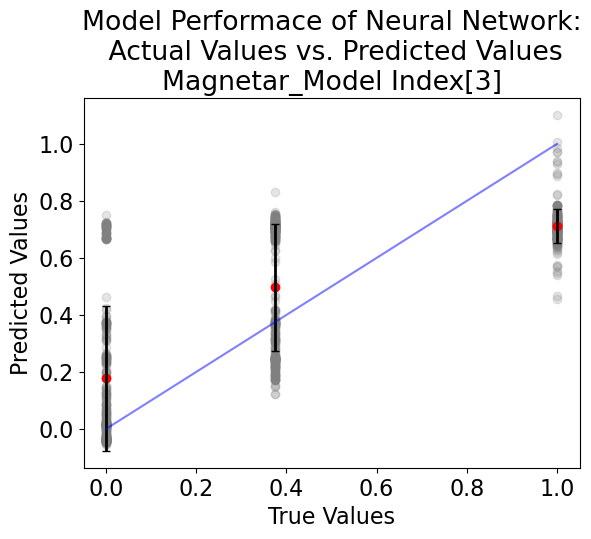 Model Performace of Neural Network:
Actual Values vs. Predicted Values
Magnetar_Model Index[3]
Predicted Values
1.0
0.8
0.6
0.4
0.2
0.0
0.0 0.2 0.4 0.6 0.8 1.0
True Values